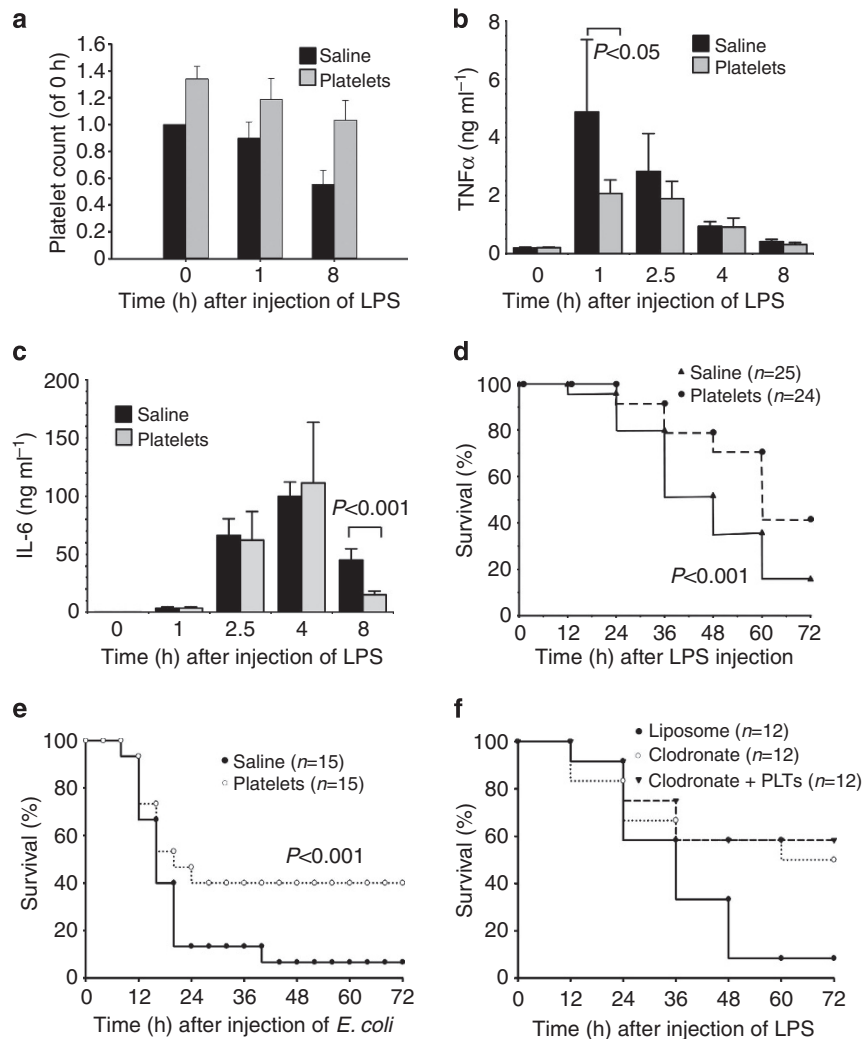 a
Platelet count (of 0 h)
1.6
1.4
1.2
1.0
0.8
0.6
0.4
0.2
0
Saline
Platelets
0 1 8
Time (h) after injection of LPS
b
TNFα (ng ml⁻¹)
8
6
4
2
0
P<0.05
Saline
Platelets
0 1 2.5 4 8
Time (h) after injection of LPS
c
IL-6 (ng ml⁻¹)
200
150
100
50
0
Saline
Platelets
P<0.001
0 1 2.5 4 8
Time (h) after injection of LPS
d
Survival (%)
100
80
60
40
20
0
Saline (n=25)
Platelets (n=24)
P<0.001
0 12 24 36 48 60 72
Time (h) after LPS injection
e
Survival (%)
100
80
60
40
20
0
Saline (n=15)
Platelets (n=15)
P<0.001
0 12 24 36 48 60 72
Time (h) after injection of E. coli
f
Survival (%)
100
80
60
40
20
0
Liposome (n=12)
Clodronate (n=12)
Clodronate + PLTs (n=12)
0 12 24 36 48 60 72
Time (h) after injection of LPS